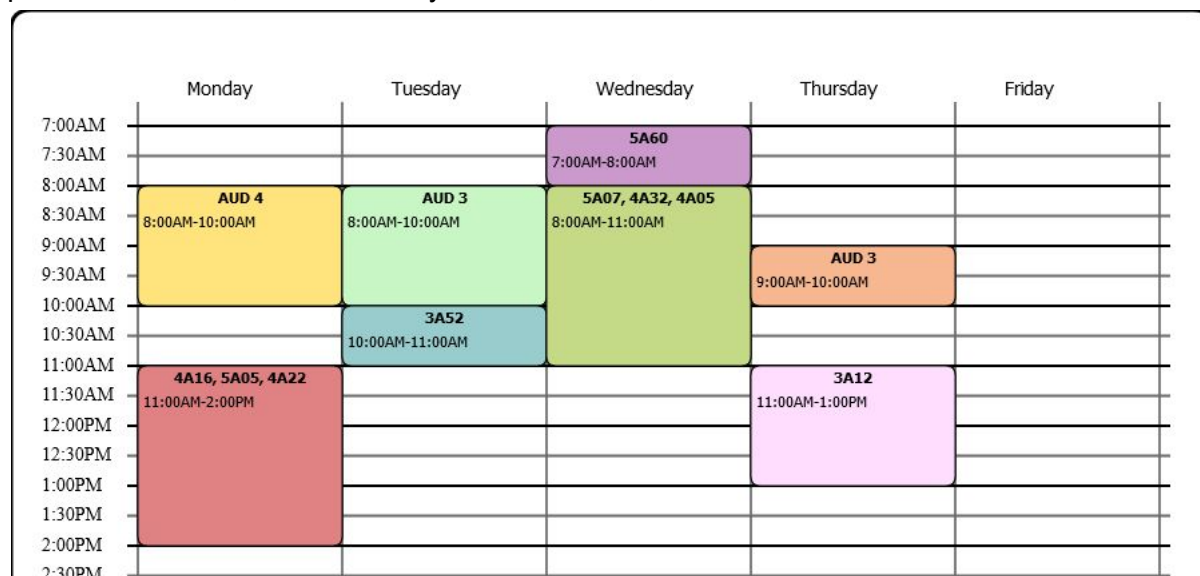 Monday Tuesday Wednesday Thursday Friday
7:00AM
5A60
7:30AM
7:00AM-8:00AM
8:00AM
AUD 4 AUD 3 5A07, 4A32, 4A05
8:30AM
8:00AM-10:00AM 8:00AM-10:00AM 8:00AM-11:00AM
9:00AM
AUD 3
9:30AM
9:00AM-10:00AM
10:00AM
3A52
10:30AM
10:00AM-11:00AM
11:00AM
4A16, 5A05, 4A22 3A12
11:30AM
11:00AM-2:00PM 11:00AM-1:00PM
12:00PM
12:30PM
1:00PM
1:30PM
2:00PM
2:30PM